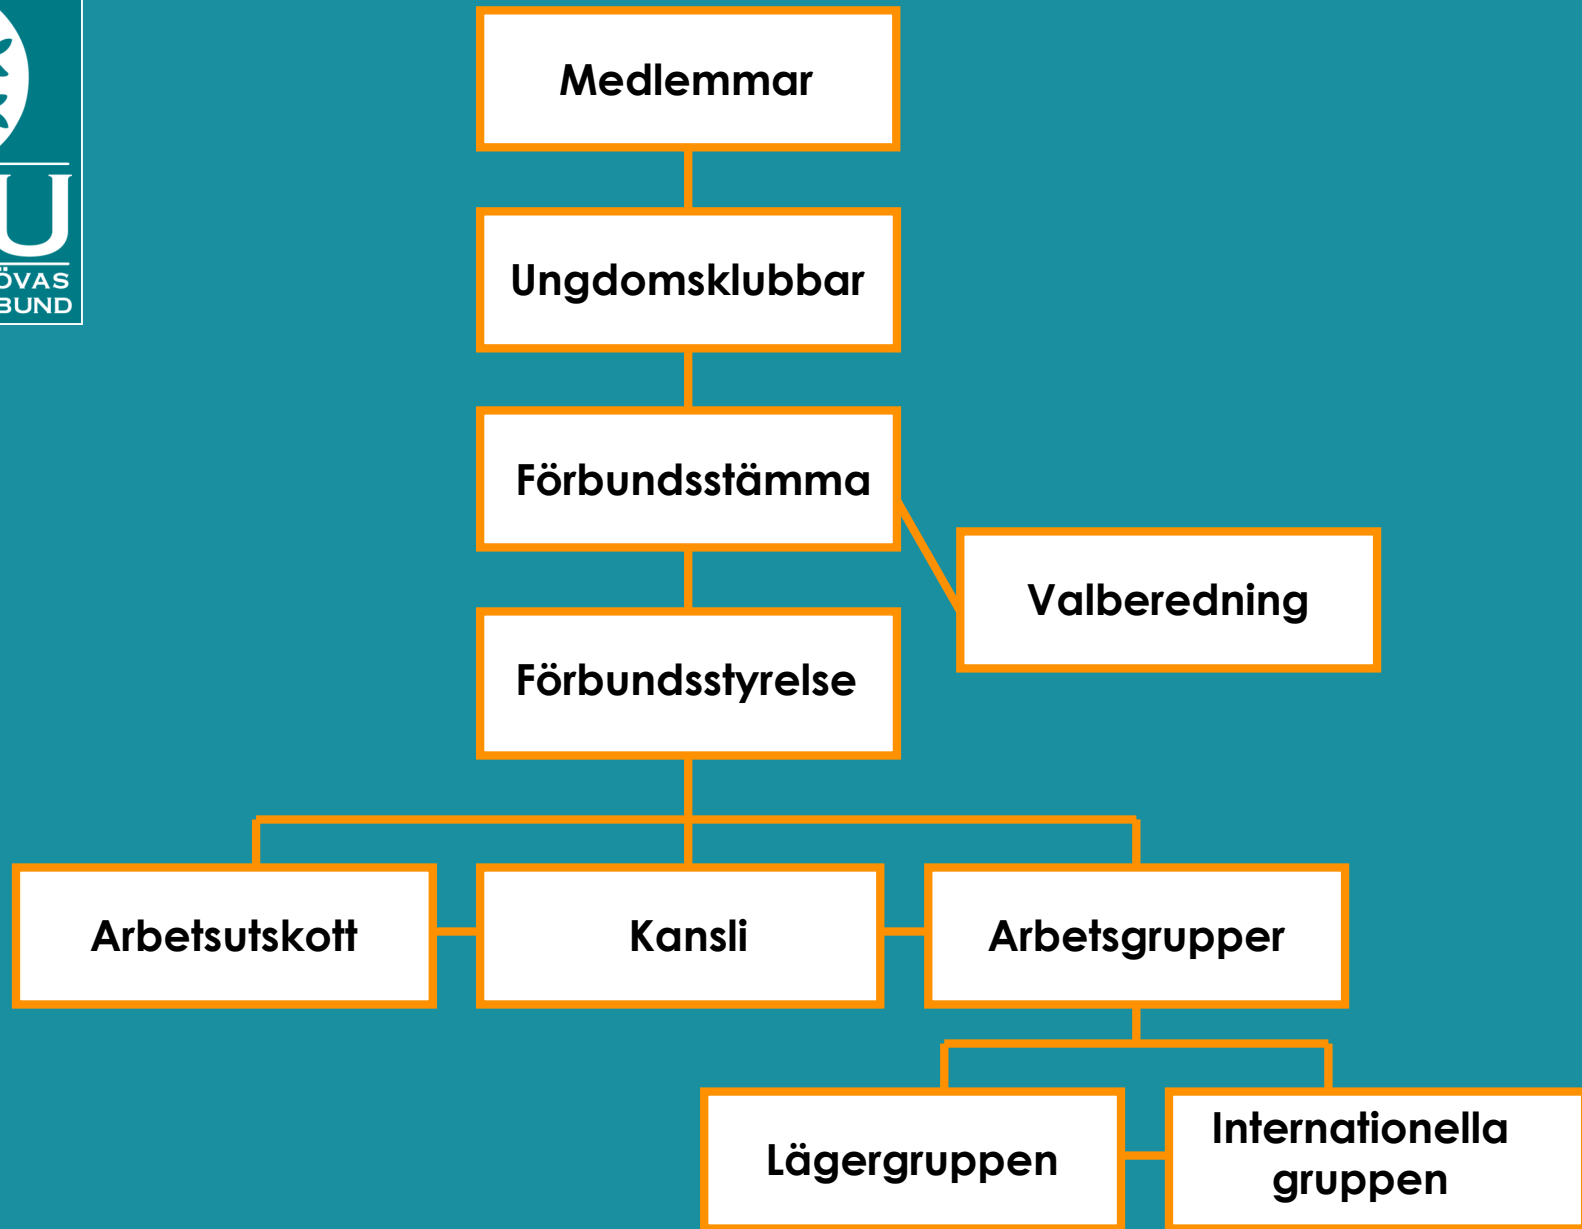 U
ÖVAS
BUND
Medlemmar
Ungdomsklubbar
Förbundsstämma
Valberedning
Förbundsstyrelse
Arbetsutskott
Kansli
Arbetsgrupper
Lägergruppen
Internationella
gruppen